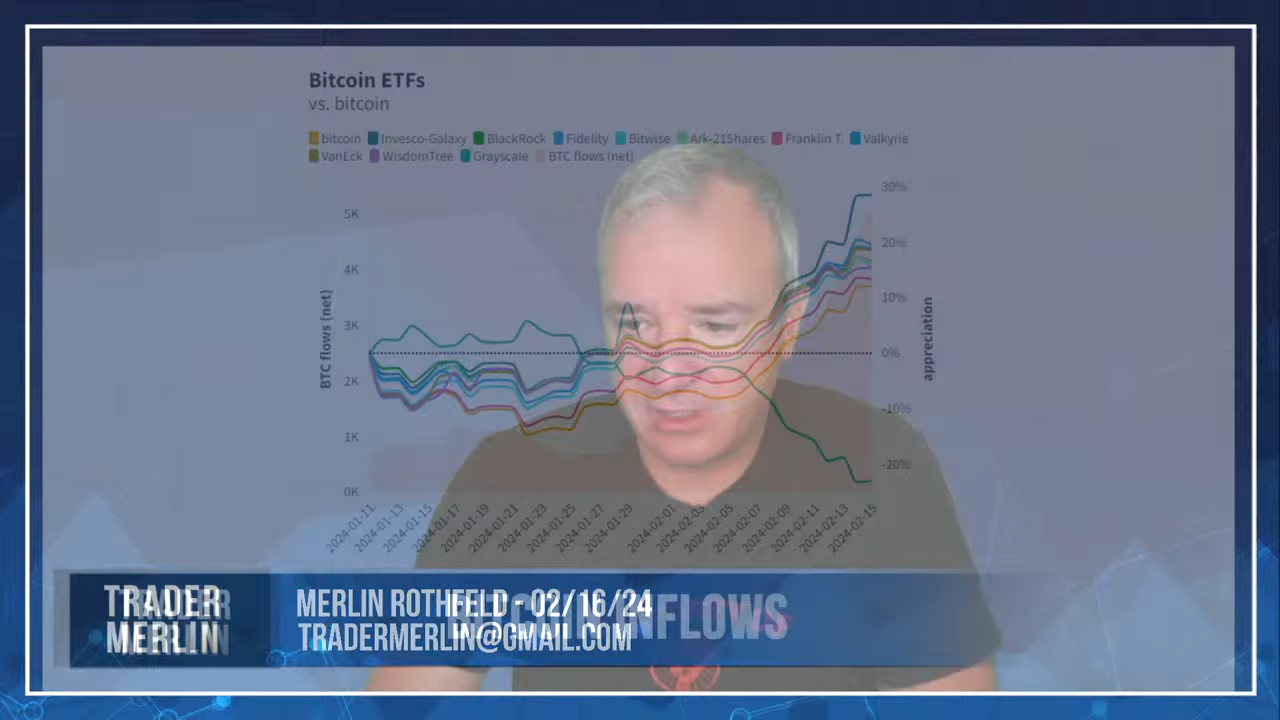 Bitcoin ETFs
vs. bitcoin
bitcoin Invesco-Galaxy BlackRock Fidelity Bitwise Ark-21Shares Franklin T. Valkyrie
VanEck WisdomTree Grayscale BTC flows (net)
30%
5K
20%
4K
10%
3K
0%
2K
-10%
1K
-20%
0K
BTC flows (net)
appreciation
2024-01-11 2024-01-13 2024-01-15 2024-01-17 2024-01-19 2024-01-21 2024-01-23 2024-01-25 2024-01-27 2024-01-29 2024-02-01 2024-02-03 2024-02-05 2024-02-07 2024-02-09 2024-02-11 2024-02-13 2024-02-15
TRADER
MERLIN
MERLIN ROTHFELD - 02/16/24
TRADERMERLIN@GMAIL.COM
BITCOIN INFLOWS